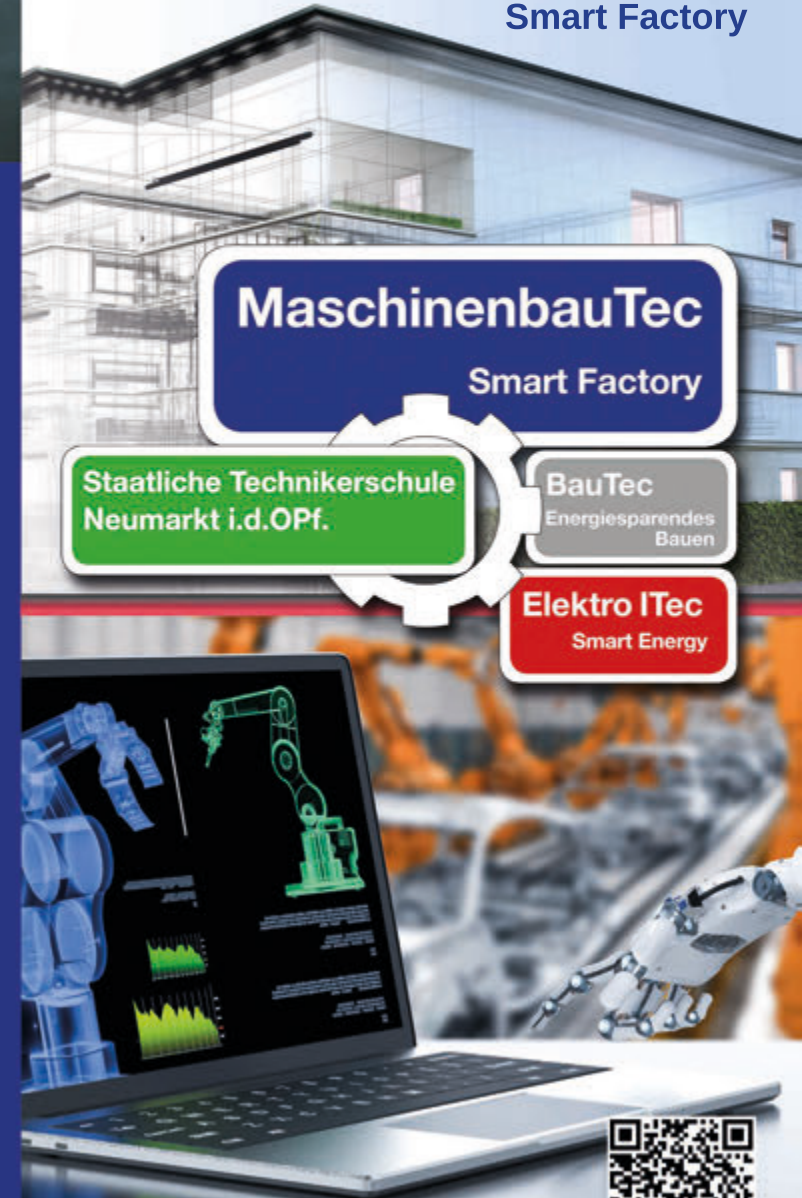 Smart Factory
MaschinenbauTec
Smart Factory
Staatliche Technikerschule
Neumarkt i.d.OPf.
BauTec
Energiesparendes
Bauen
Elektro ITec
Smart Energy